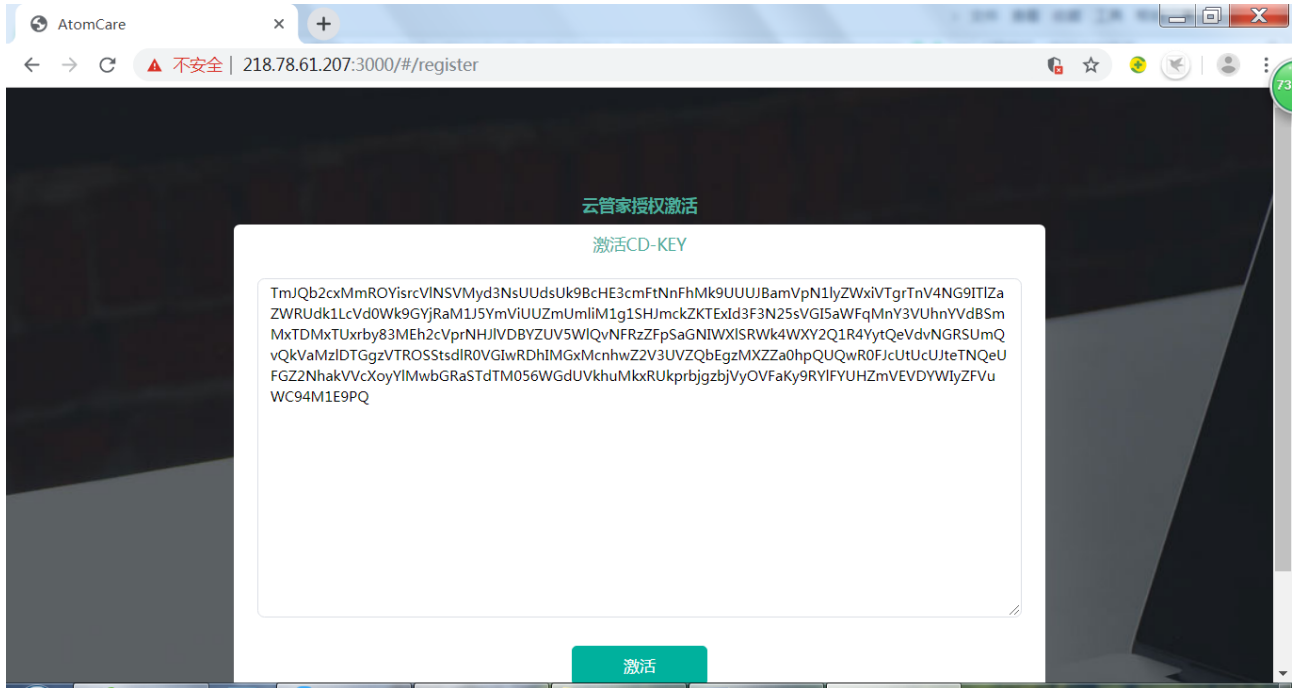 AtomCare
不安全 | 218.78.61.207:3000/#/register
73
云管家授权激活
激活CD-KEY
TmJQb2cxMmROYisrcVlNSVMyd3NsUUdsUk9BcHE3cmFtNnFhMk9UUUJBamVpN1lyZWxiVTgrTnV4NG9ITlZa
ZWRUdk1LcVd0Wk9GYjRaM1J5YmViUUZmUmliM1g1SHJmckZKTExId3F3N25sVGI5aWFqMnY3VUhnYVdBSm
MxTDMxTUxrby83MEh2cVprNHJlVDBYZUV5WlQvNFRzZFpSaGNIWXlSRWk4WXY2Q1R4YytQeVdvNGRSUmQ
vQkVaMzlDTGgzVTROSStsdlR0VGIwRDhIMGxMcnhwZ2V3UVZQbEgzMXZZa0hpQUQwR0FJcUtUcUJteTNQeU
FGZ2NhakVVcXoyYlMwbGRaSTdTM056WGdUVkhuMkxRUkprbjgzbjVyOVFaKy9RYlFYUHZmVEVDYWIyZFVu
WC94M1E9PQ
激活